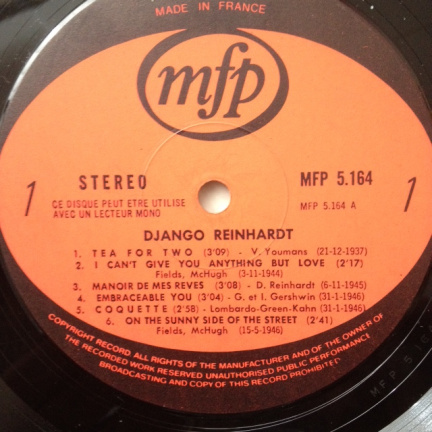 MADE IN FRANCE
mfp
STEREO
MFP 5.164
1
1
CE DISQUE PEUT ETRE UTILISE
AVEC UN LECTEUR MONO
MFP 5.164 A
DJANGO REINHARDT
1. TEA FOR TWO (3'09) - V. Youmans (21-12-1937)
2. I CAN'T GIVE YOU ANYTHING BUT LOVE (2'17)
Fields, McHugh (3-11-1944)
3. MANOIR DE MES REVES (3'08) - D. Reinhardt (6-11-1945)
4. EMBRACEABLE YOU (3'04) - G. et I. Gershwin (31-1-1946)
5. COQUETTE (2'58) - Lombardo-Green-Kahn (31-1-1946)
6. ON THE SUNNY SIDE OF THE STREET (2'41)
Fields, McHugh (15-5-1946)
COPYRIGHT RECORD ALL RIGHTS OF THE MANUFACTURER AND OF THE OWNER OF
THE RECORDED WORK RESERVED UNAUTHORISED PUBLIC PERFORMANCE
BROADCASTING AND COPY OF THIS RECORD PROHIBITED